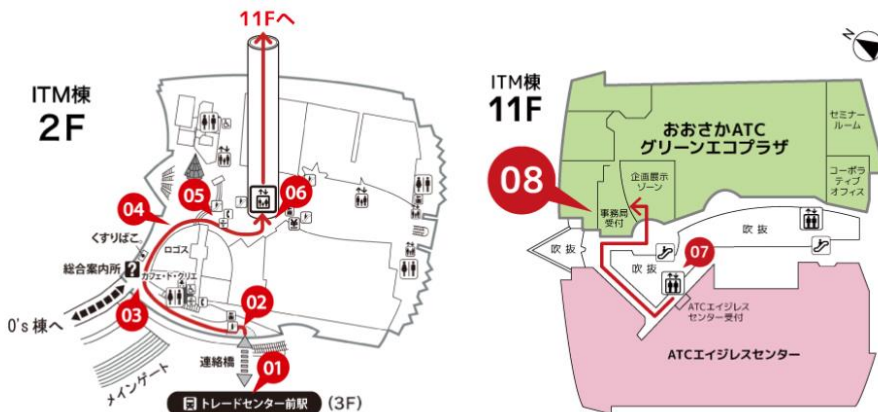 11Fへ
ITM棟
2F
06
05
04
くすりばこ
ロゴス
総合案内所
?
カフェ・ド・クリエ
02
03
O's棟へ
連絡橋
01
メインゲート
トレードセンター前駅 (3F)
N
ITM棟
11F
おおさかATC
グリーンエコプラザ
セミナー
ルーム
08
企画展示
ゾーン
コーポラ
ティブ
オフィス
事務局
受付
吹抜
吹抜
吹抜
07
ATCエイジレス
センター受付
ATCエイジレスセンター